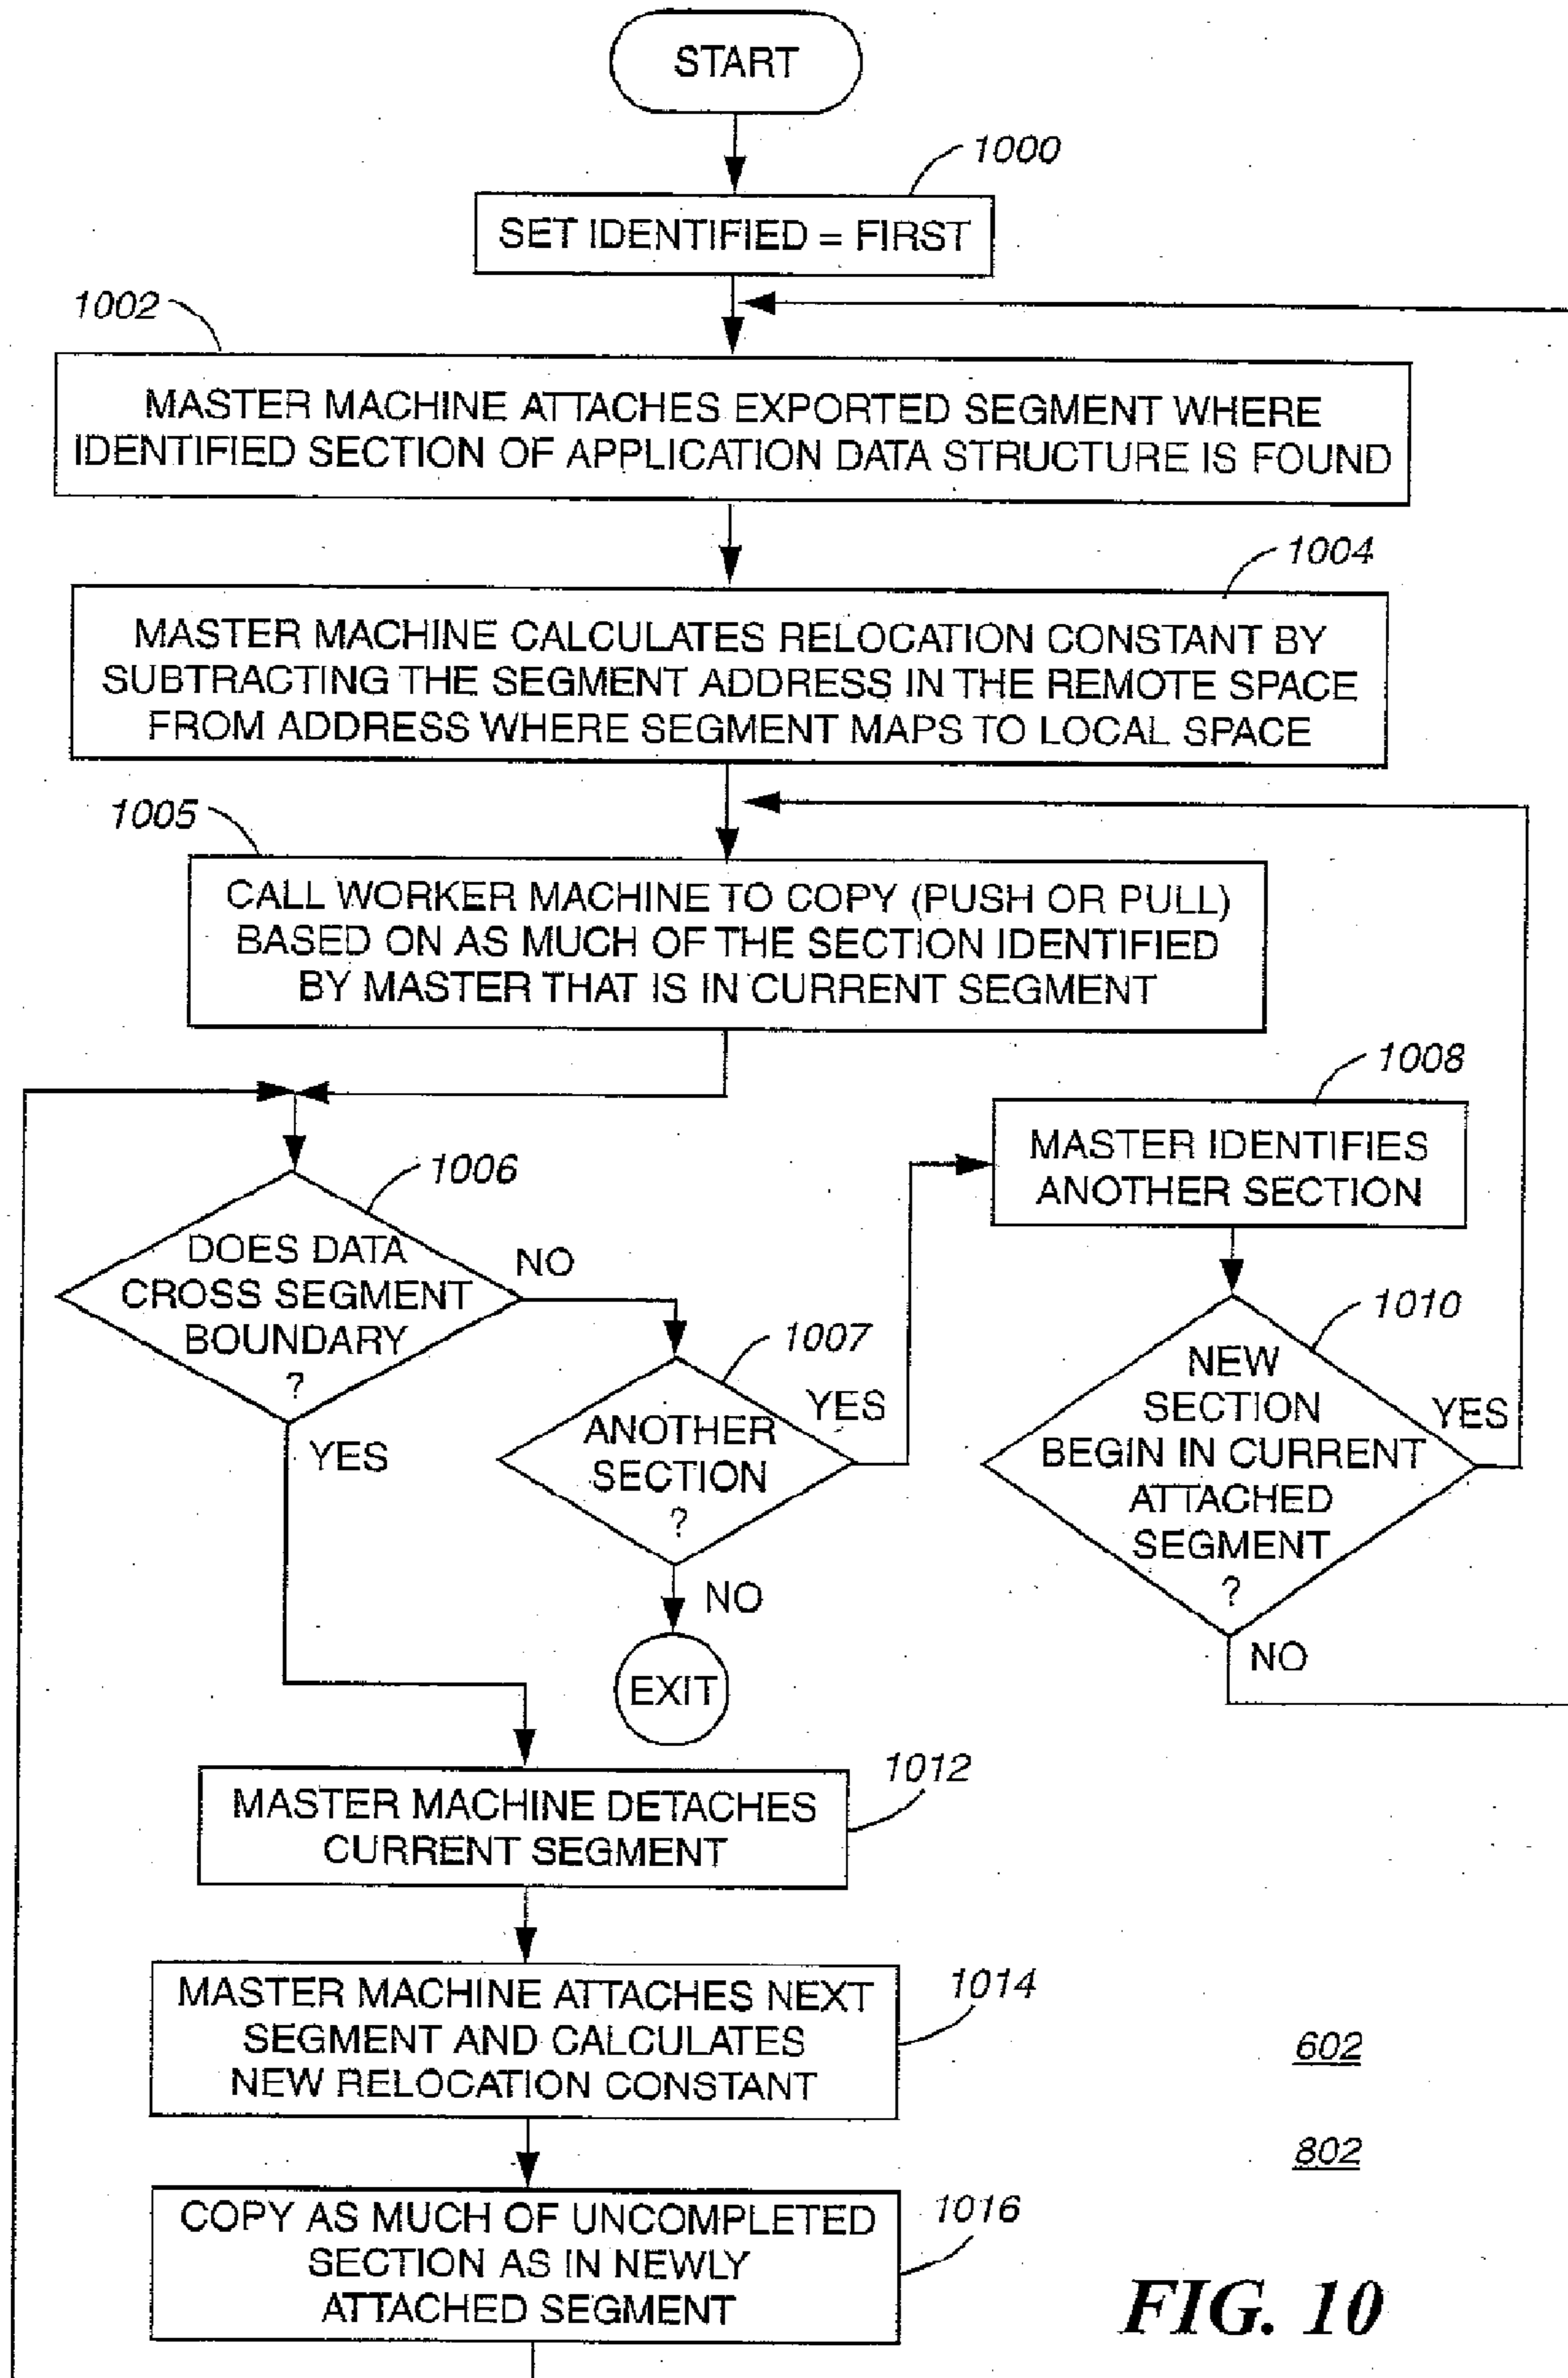 START
1000
SET IDENTIFIED = FIRST
1002
MASTER MACHINE ATTACHES EXPORTED SEGMENT WHERE
IDENTIFIED SECTION OF APPLICATION DATA STRUCTURE IS FOUND
1004
MASTER MACHINE CALCULATES RELOCATION CONSTANT BY
SUBTRACTING THE SEGMENT ADDRESS IN THE REMOTE SPACE
FROM ADDRESS WHERE SEGMENT MAPS TO LOCAL SPACE
1005
CALL WORKER MACHINE TO COPY (PUSH OR PULL)
BASED ON AS MUCH OF THE SECTION IDENTIFIED
BY MASTER THAT IS IN CURRENT SEGMENT
1006
DOES DATA
CROSS SEGMENT
BOUNDARY
?
NO
YES
1007
ANOTHER
SECTION
?
YES
NO
EXIT
1008
MASTER IDENTIFIES
ANOTHER SECTION
1010
NEW
SECTION
BEGIN IN CURRENT
ATTACHED
SEGMENT
?
YES
NO
1012
MASTER MACHINE DETACHES
CURRENT SEGMENT
1014
MASTER MACHINE ATTACHES NEXT
SEGMENT AND CALCULATES
NEW RELOCATION CONSTANT
1016
COPY AS MUCH OF UNCOMPLETED
SECTION AS IN NEWLY
ATTACHED SEGMENT
602
802
FIG. 10